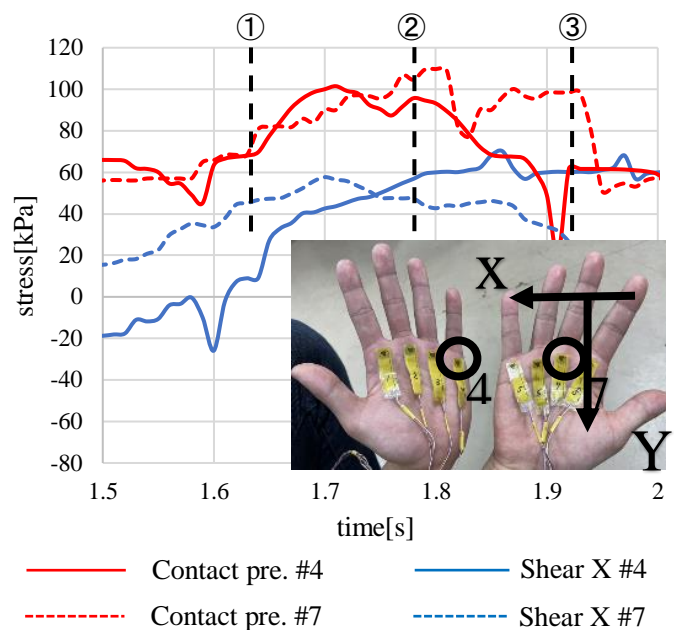 ① ② ③
120
100
80
60
40
20
0
-20
-40
-60
-80
stress[kPa]
X
4
7
Y
1.5 1.6 1.7 1.8 1.9 2
time[s]
Contact pre. #4 Shear X #4
Contact pre. #7 Shear X #7